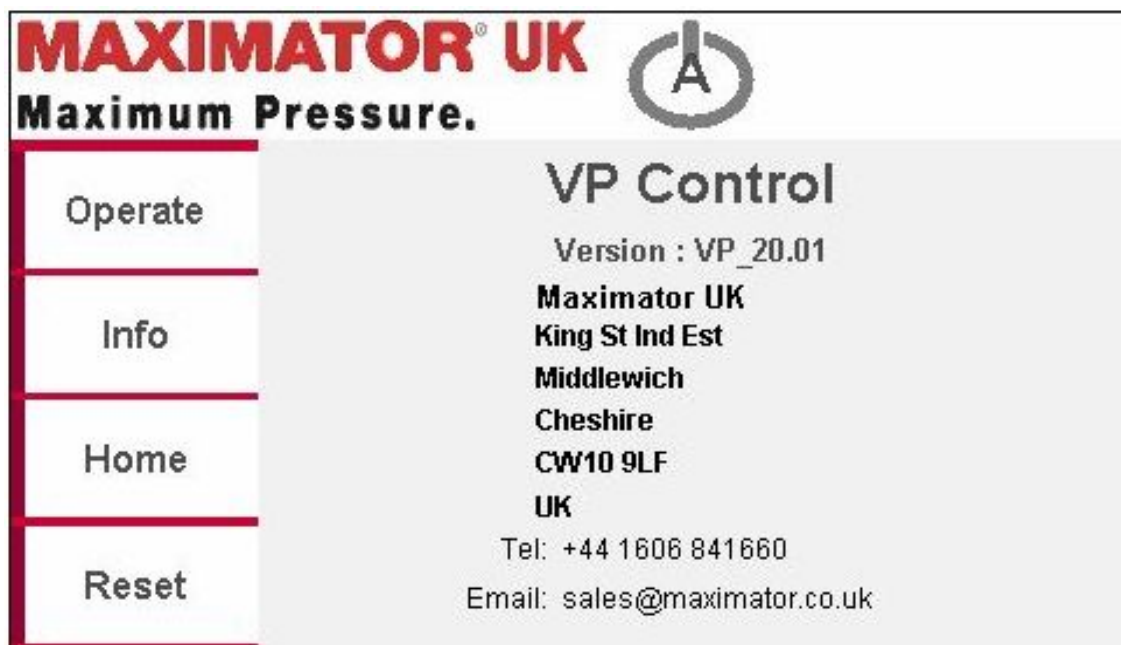 MAXIMATOR® UK
Maximum Pressure.
A
Operate
Info
Home
Reset
VP Control
Version : VP_20.01
Maximator UK
King St Ind Est
Middlewich
Cheshire
CW10 9LF
UK
Tel: +44 1606 841660
Email: sales@maximator.co.uk